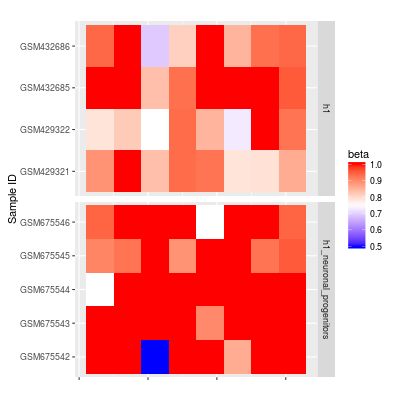 GSM432686
GSM432685
GSM429322
GSM429321
h1
GSM675546
GSM675545
GSM675544
GSM675543
GSM675542
h1_neuronal_progenitors
Sample ID
beta
1.0
0.9
0.8
0.7
0.6
0.5